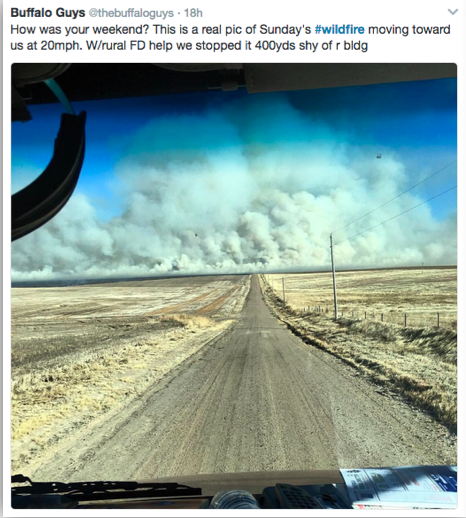 Buffalo Guys @thebuffaloguys · 18h
How was your weekend? This is a real pic of Sunday's #wildfire moving toward
us at 20mph. W/rural FD help we stopped it 400yds shy of r bldg